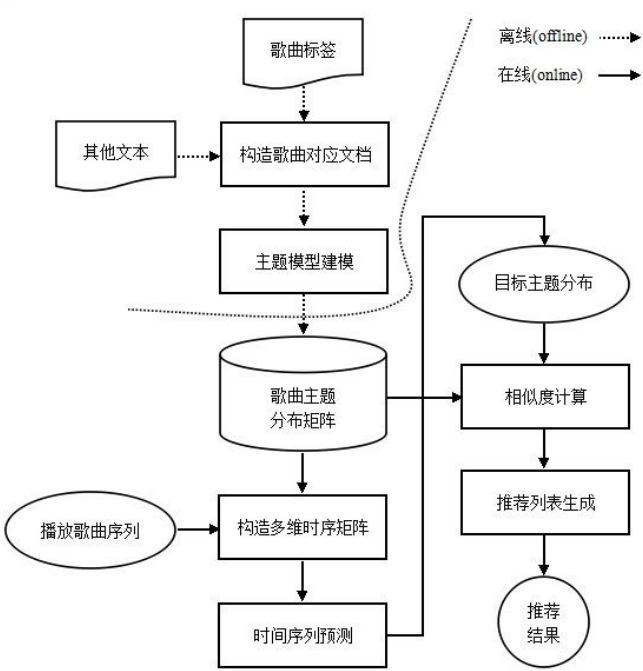 歌曲标签
离线(offline)
在线(online)
其他文本
构造歌曲对应文档
主题模型建模
目标主题分布
歌曲主题
分布矩阵
相似度计算
推荐列表生成
播放歌曲序列
构造多维时序矩阵
时间序列预测
推荐
结果